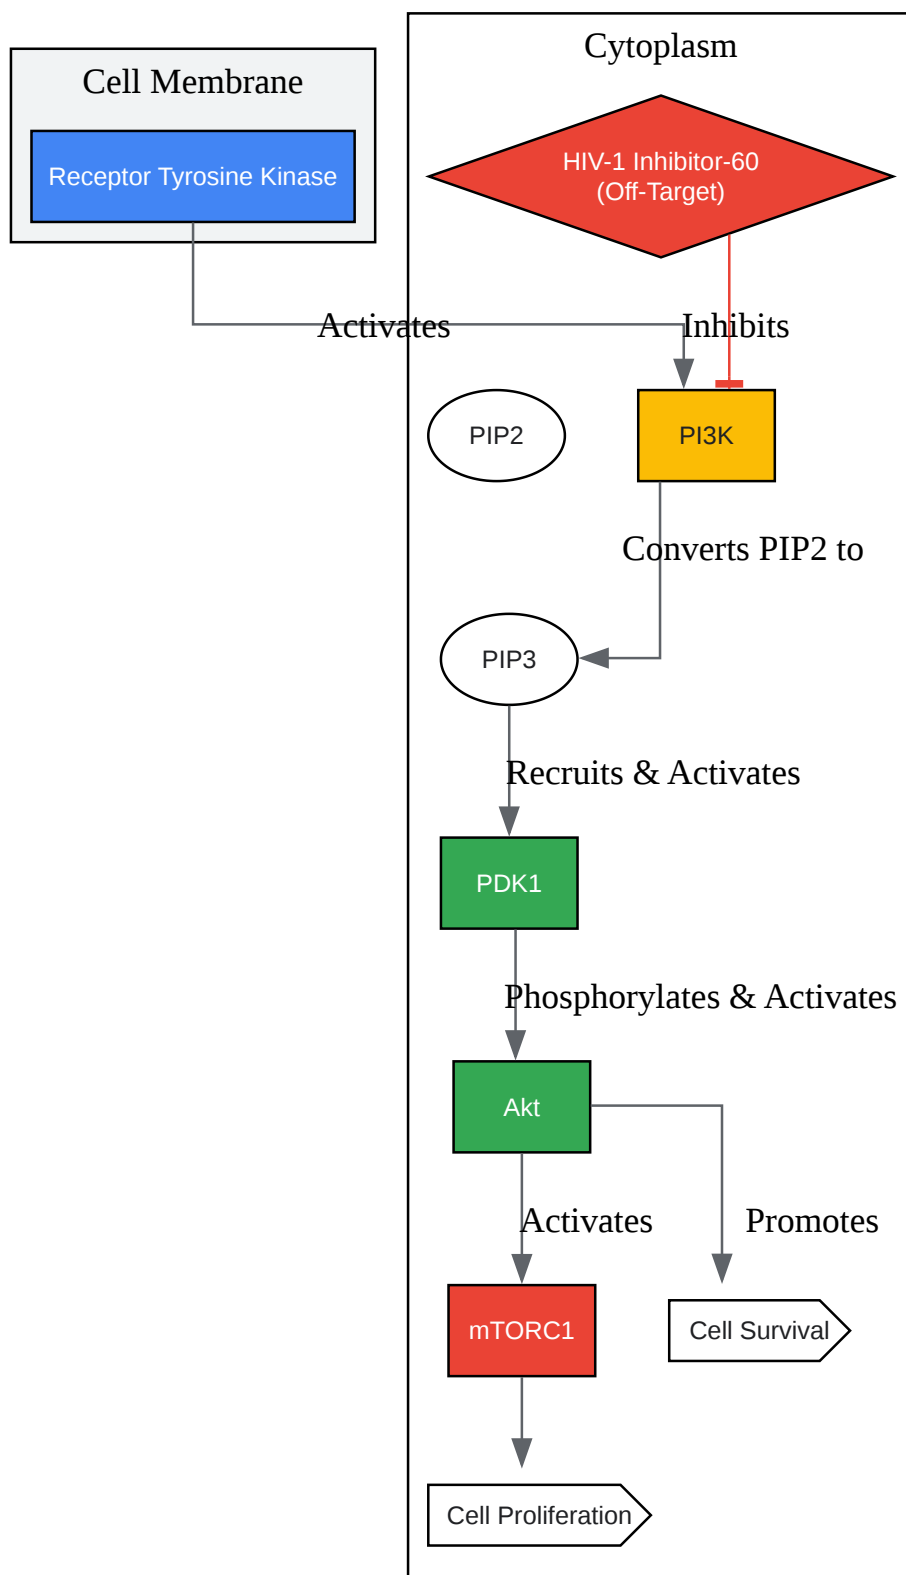 Cytoplasm
Cell Membrane
Receptor Tyrosine Kinase
HIV-1 Inhibitor-60
(Off-Target)
Activates
Inhibits
PIP2
PI3K
Converts PIP2 to
PIP3
Recruits & Activates
PDK1
Phosphorylates & Activates
Akt
Activates
Promotes
mTORC1
Cell Survival
Cell Proliferation